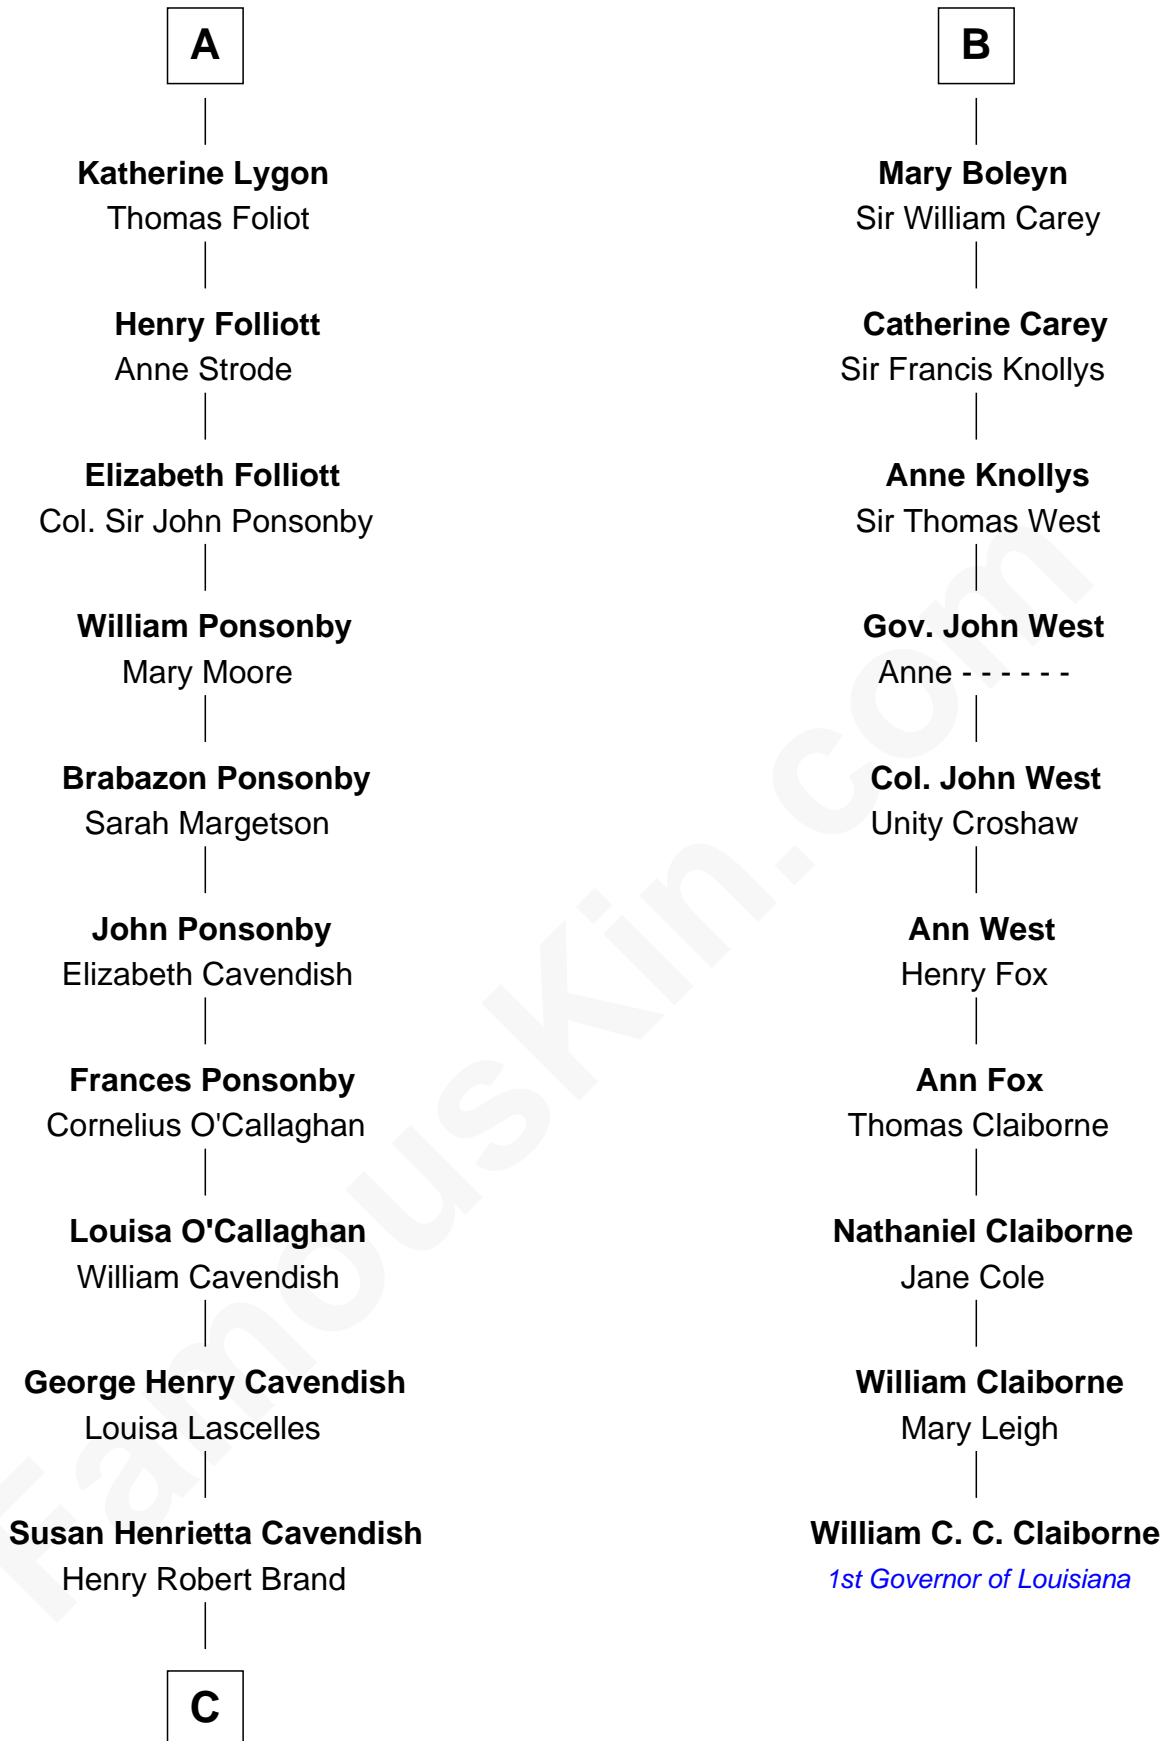 A
Katherine Lygon
Thomas Foliot
Henry Folliott
Anne Strode
Elizabeth Folliott
Col. Sir John Ponsonby
William Ponsonby
Mary Moore
Brabazon Ponsonby
Sarah Margetson
John Ponsonby
Elizabeth Cavendish
Frances Ponsonby
Cornelius O'Callaghan
Louisa O'Callaghan
William Cavendish
George Henry Cavendish
Louisa Lascelles
Susan Henrietta Cavendish
Henry Robert Brand
C
B
Mary Boleyn
Sir William Carey
Catherine Carey
Sir Francis Knollys
Anne Knollys
Sir Thomas West
Gov. John West
Anne - - - - - -
Col. John West
Unity Croshaw
Ann West
Henry Fox
Ann Fox
Thomas Claiborne
Nathaniel Claiborne
Jane Cole
William Claiborne
Mary Leigh
William C. C. Claiborne
1st Governor of Louisiana
FamousKin.com